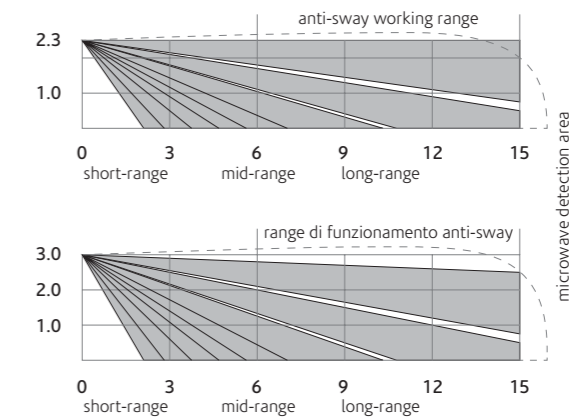 anti-sway working range
2.3
1.0
0 3 6 9 12 15
short-range mid-range long-range
microwave detection area
range di funzionamento anti-sway
3.0
2.0
1.0
0 3 6 9 12 15
short-range mid-range long-range